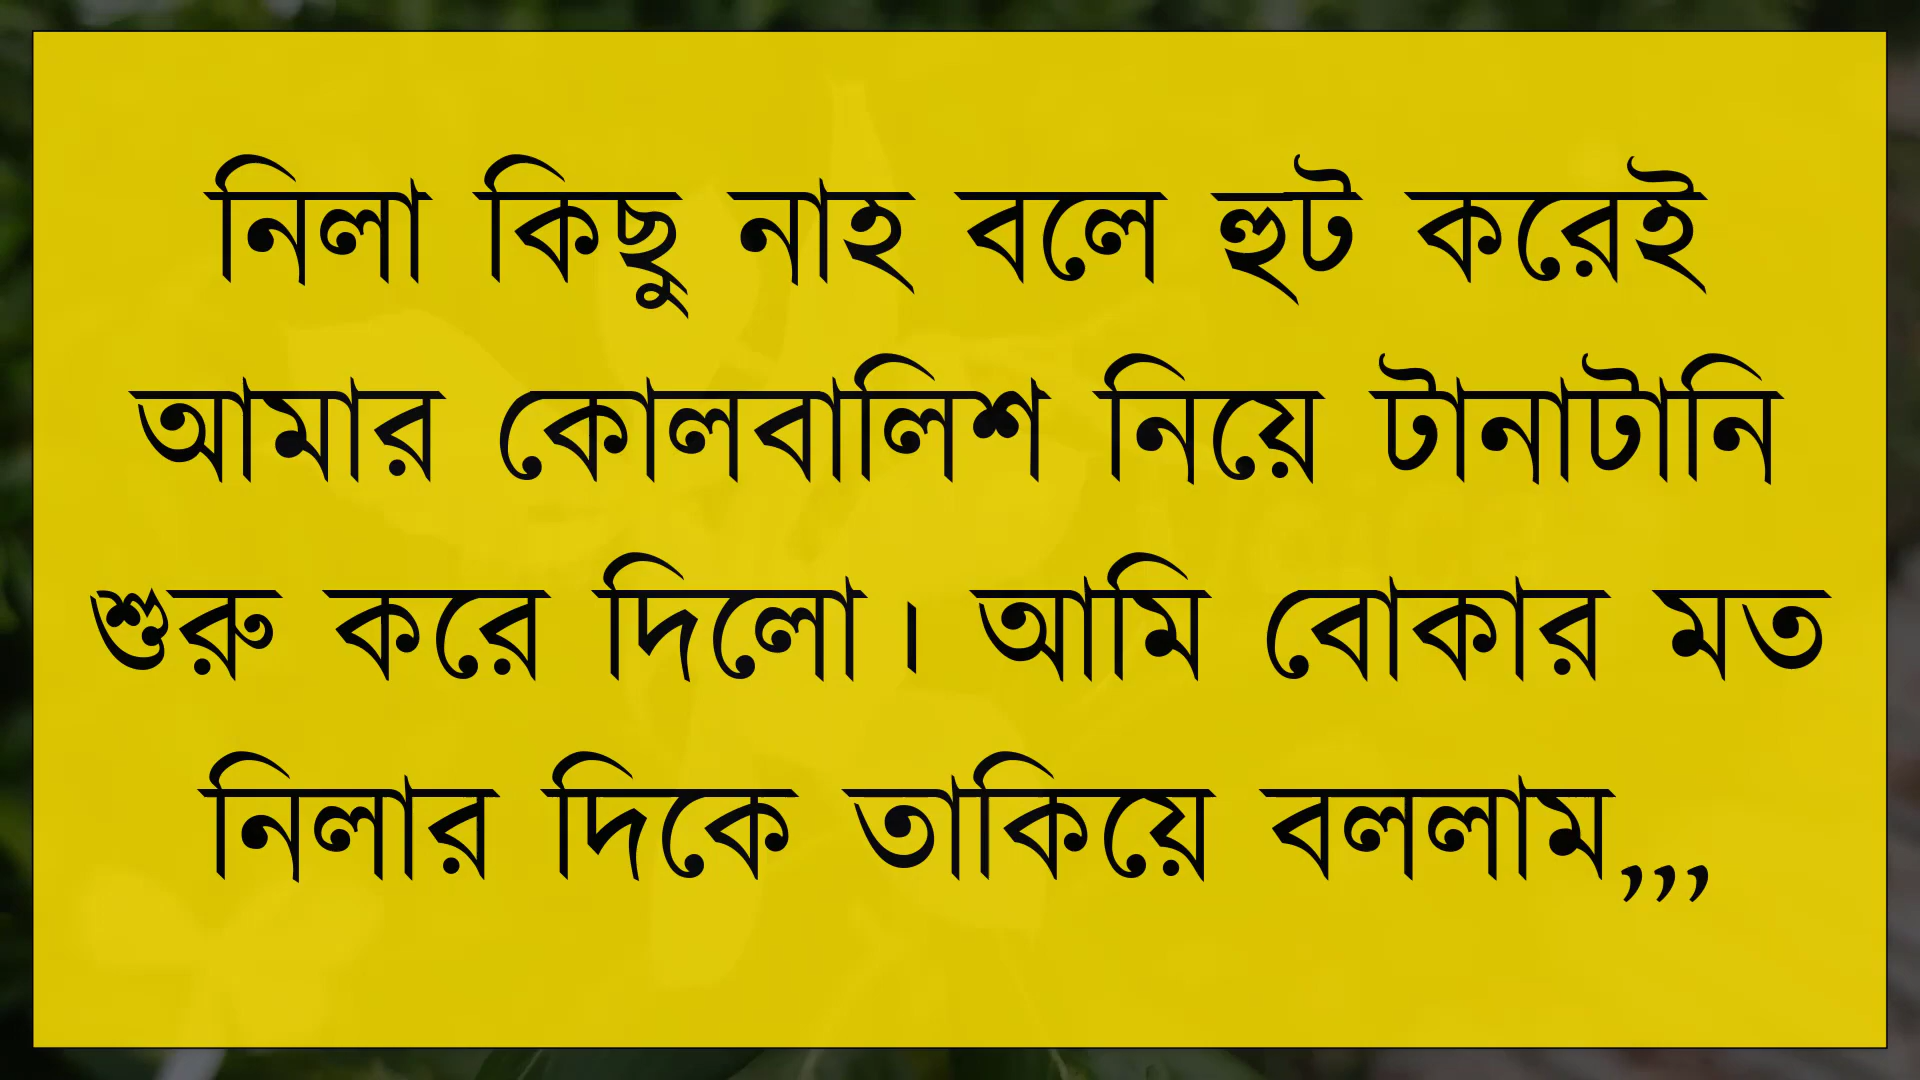 নিলা কিছু নাহ বলে হুট করেই
আমার কোলবালিশ নিয়ে টানাটানি
শুরু করে দিলো। আমি বোকার মত
নিলার দিকে তাকিয়ে বললাম,,,